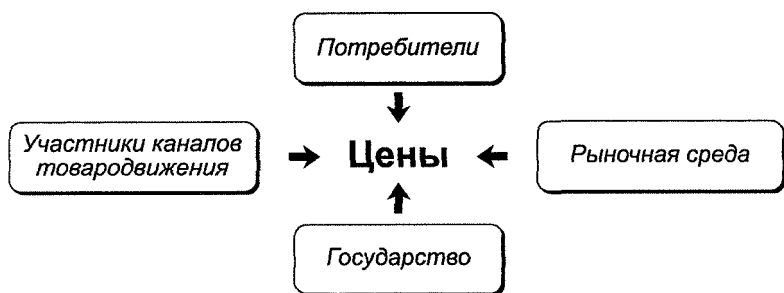 Потребители
Участники каналов
товародвижения
Цены
Рыночная среда
Государство